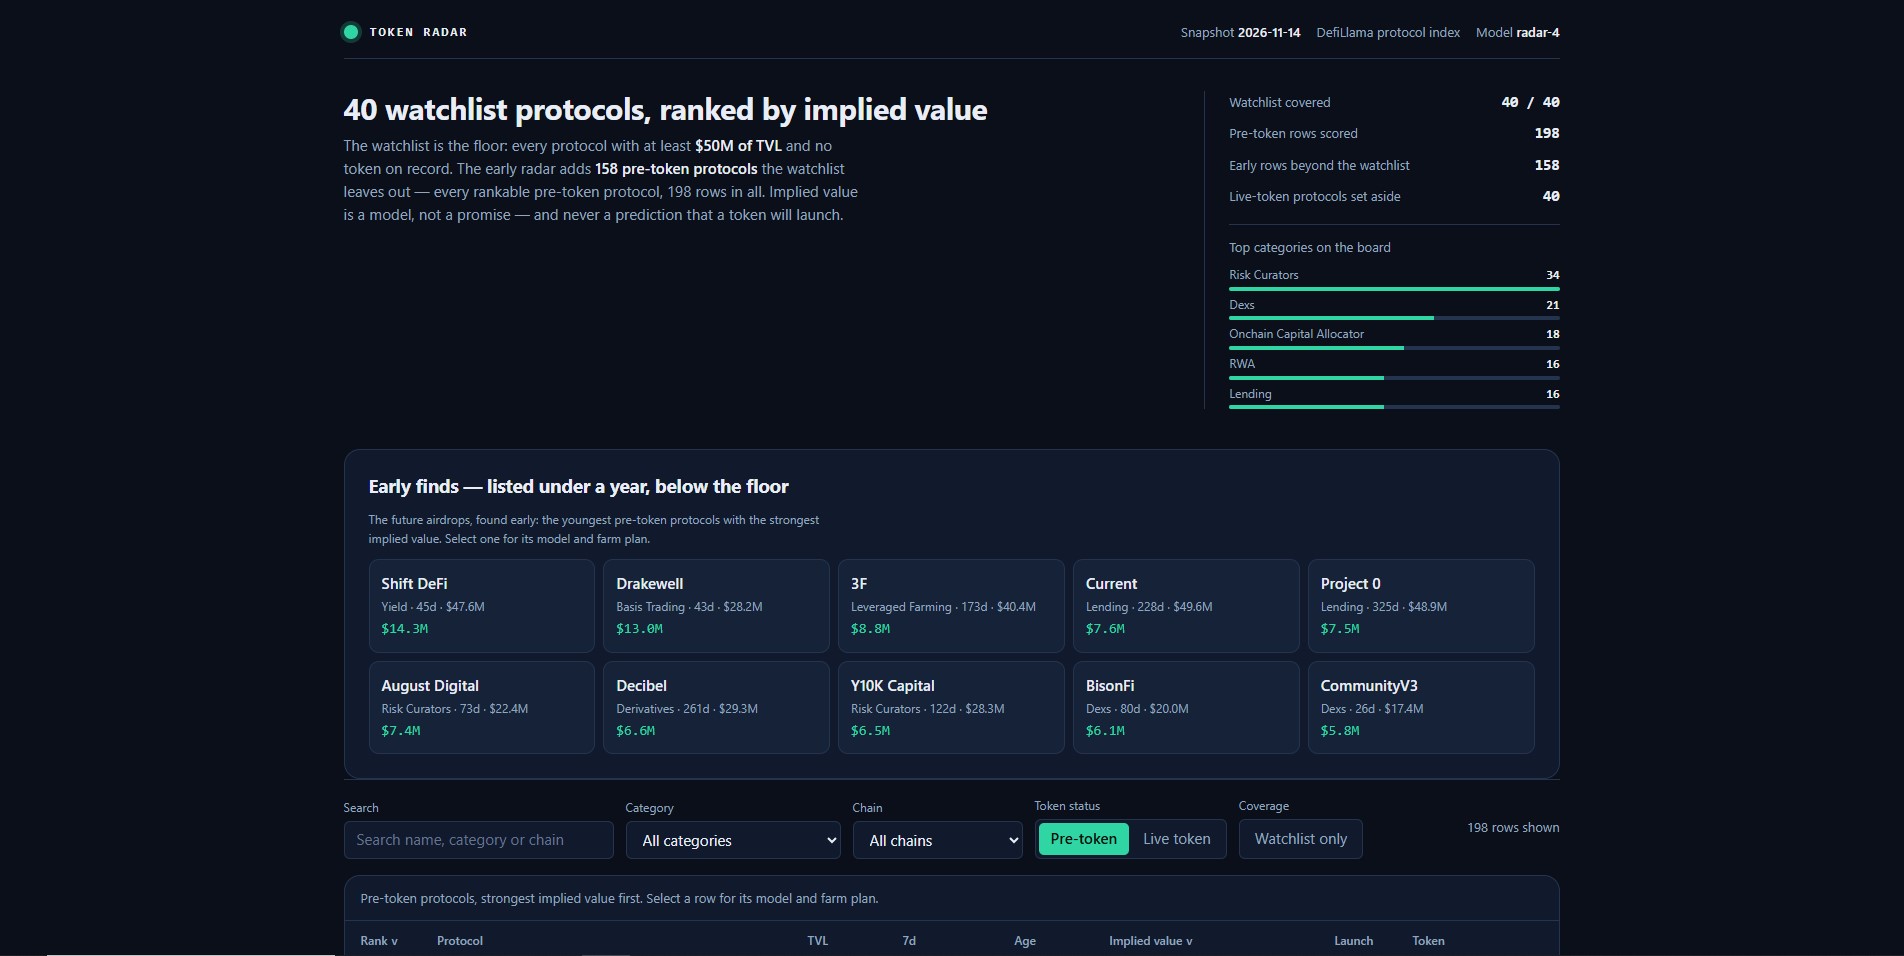 TOKEN RADAR
Snapshot 2026-11-14 DefiLlama protocol index Model radar-4
40 watchlist protocols, ranked by implied value
The watchlist is the floor: every protocol with at least $50M of TVL and no
token on record. The early radar adds 158 pre-token protocols the watchlist
leaves out — every rankable pre-token protocol, 198 rows in all. Implied value
is a model, not a promise — and never a prediction that a token will launch.
Watchlist covered 40 / 40
Pre-token rows scored 198
Early rows beyond the watchlist 158
Live-token protocols set aside 40
Top categories on the board
Risk Curators 34
Dexs 21
Onchain Capital Allocator 18
RWA 16
Lending 16
Early finds — listed under a year, below the floor
The future airdrops, found early: the youngest pre-token protocols with the strongest
implied value. Select one for its model and farm plan.
Shift DeFi
Yield · 45d · $47.6M
$14.3M
Drakewell
Basis Trading · 43d · $28.2M
$13.0M
3F
Leveraged Farming · 173d · $40.4M
$8.8M
Current
Lending · 228d · $49.6M
$7.6M
Project 0
Lending · 325d · $48.9M
$7.5M
August Digital
Risk Curators · 73d · $22.4M
$7.4M
Decibel
Derivatives · 261d · $29.3M
$6.6M
Y10K Capital
Risk Curators · 122d · $28.3M
$6.5M
BisonFi
Dexs · 80d · $20.0M
$6.1M
CommunityV3
Dexs · 26d · $17.4M
$5.8M
Search
Search name, category or chain
Category
All categories
Chain
All chains
Token status
Pre-token Live token
Coverage
Watchlist only
198 rows shown
Pre-token protocols, strongest implied value first. Select a row for its model and farm plan.
Rank v Protocol TVL 7d Age Implied value v Launch Token